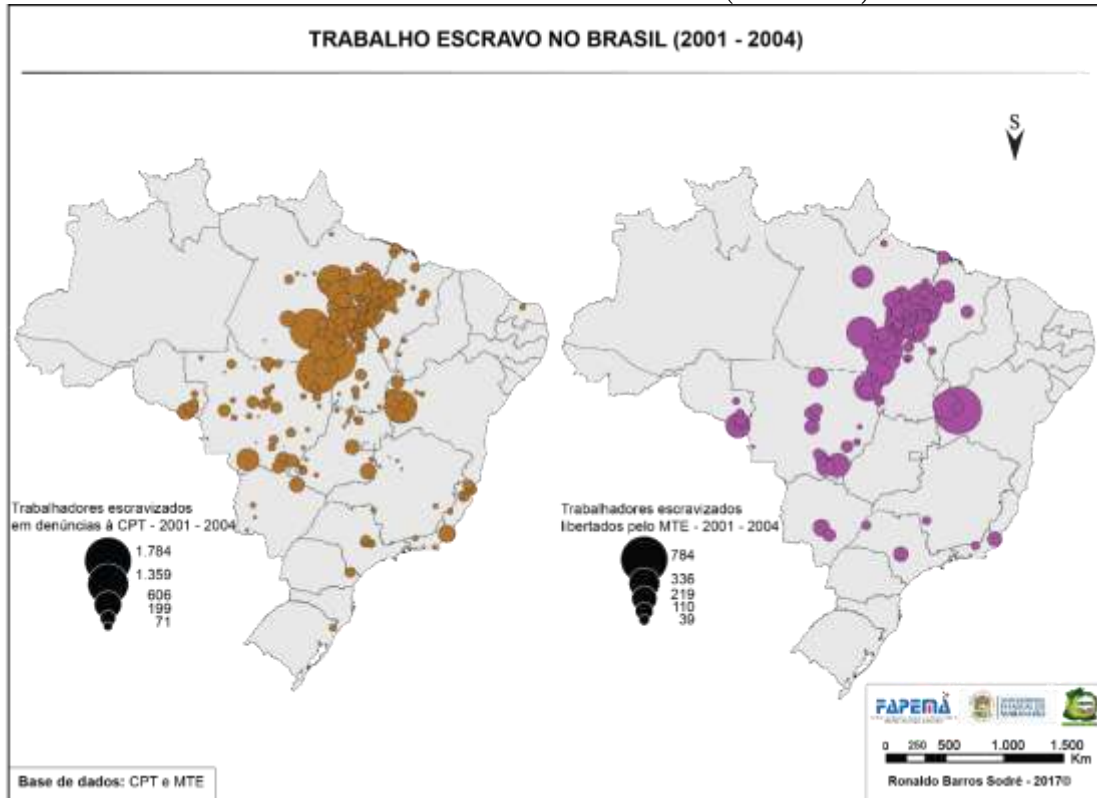 TRABALHO ESCRAVO NO BRASIL (2001 - 2004)
S
Trabalhadores escravizados
em denúncias à CPT - 2001 - 2004
1.784
1.359
606
199
71
Trabalhadores escravizados
libertados pelo MTE - 2001 - 2004
784
336
219
110
39
FAPEMA
0 250 500 1.000 1.500
Km
Ronaldo Barros Sodré - 2017©
Base de dados: CPT e MTE